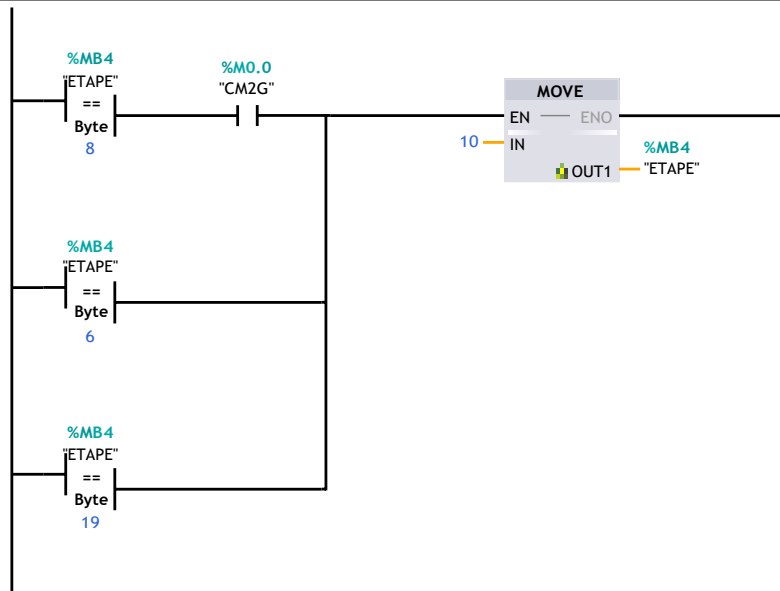 %MB4
"ETAPE"
==
Byte
8
%M0.0
"CM2G"
MOVE
EN
ENO
10
IN
OUT1
%MB4
"ETAPE"
%MB4
"ETAPE"
==
Byte
6
%MB4
"ETAPE"
==
Byte
19